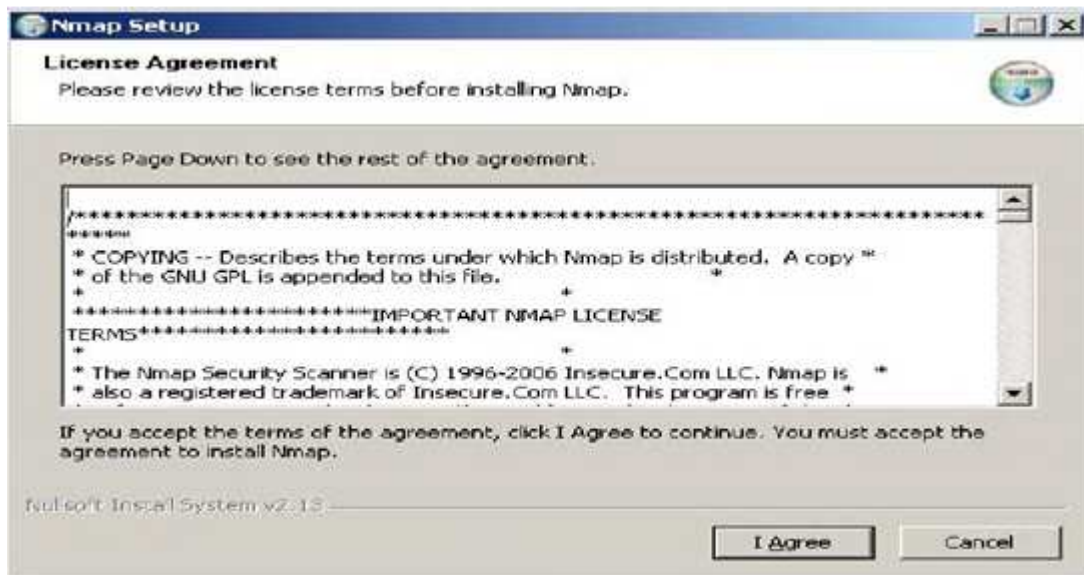 Nmap Setup
License Agreement
Please review the license terms before installing Nmap.
Press Page Down to see the rest of the agreement.
/***********************************************************************
*****
* COPYING -- Describes the terms under which Nmap is distributed.  A copy *
* of the GNU GPL is appended to this file.                             *
*                                                                      *
***********************IMPORTANT NMAP LICENSE
TERMS************************
*                                                                      *
* The Nmap Security Scanner is (C) 1996-2006 Insecure.Com LLC. Nmap is    *
* also a registered trademark of Insecure.Com LLC.  This program is free  *
If you accept the terms of the agreement, click I Agree to continue. You must accept the
agreement to install Nmap.
Nullsoft Install System v2.13
I Agree
Cancel